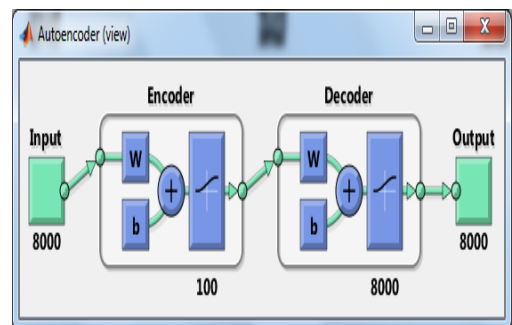 Autoencoder (view)
Encoder Decoder
Input Output
W W
b b
8000 8000
100 8000